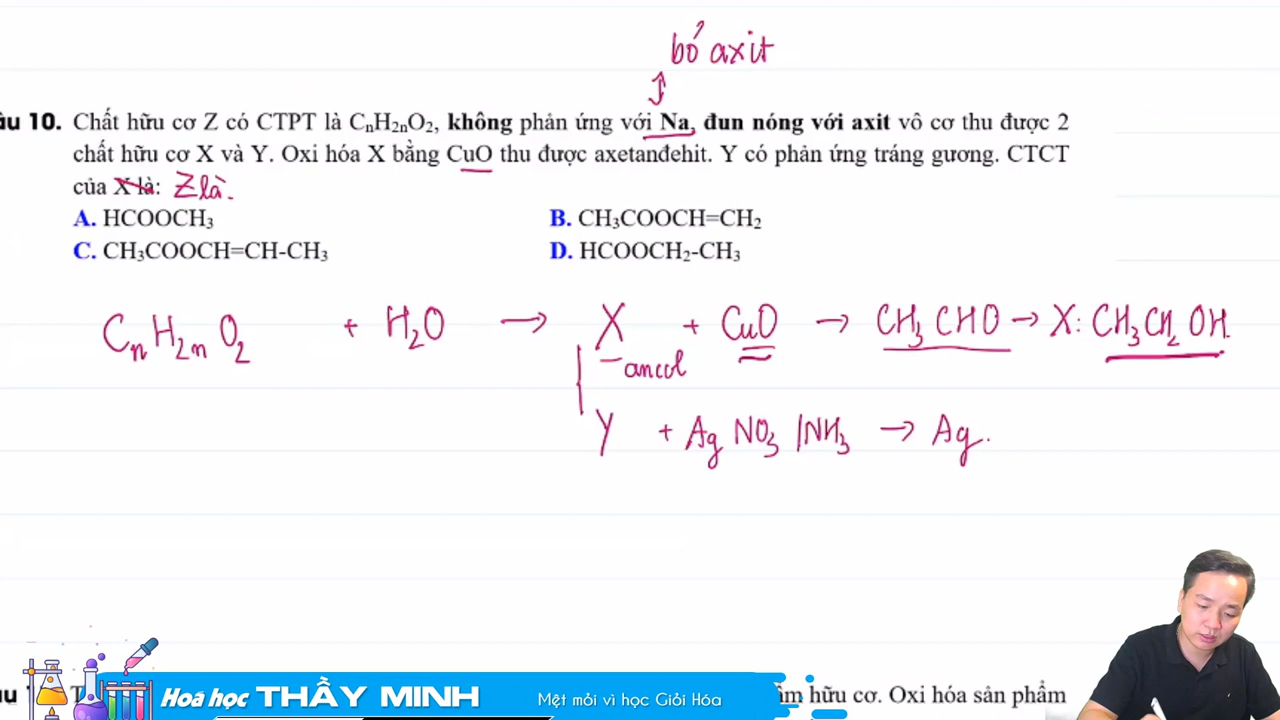 bỏ axit
âu 10. Chất hữu cơ Z có CTPT là CnH2nO2, không phản ứng với Na, đun nóng với axit vô cơ thu được 2
chất hữu cơ X và Y. Oxi hóa X bằng CuO thu được axetanđehit. Y có phản ứng tráng gương. CTCT
của X là: Z là.
A. HCOOCH3 B. CH3COOCH=CH2
C. CH3COOCH=CH-CH3 D. HCOOCH2-CH3
CnH2nO2 + H2O → X + CuO → CH3CHO → X: CH3CH2OH.
ancol
Y + AgNO3/NH3 → Ag.
Hoá học THẦY MINH Mệt mỏi vì học Giỏi Hóa
hữu cơ. Oxi hóa sản phẩm